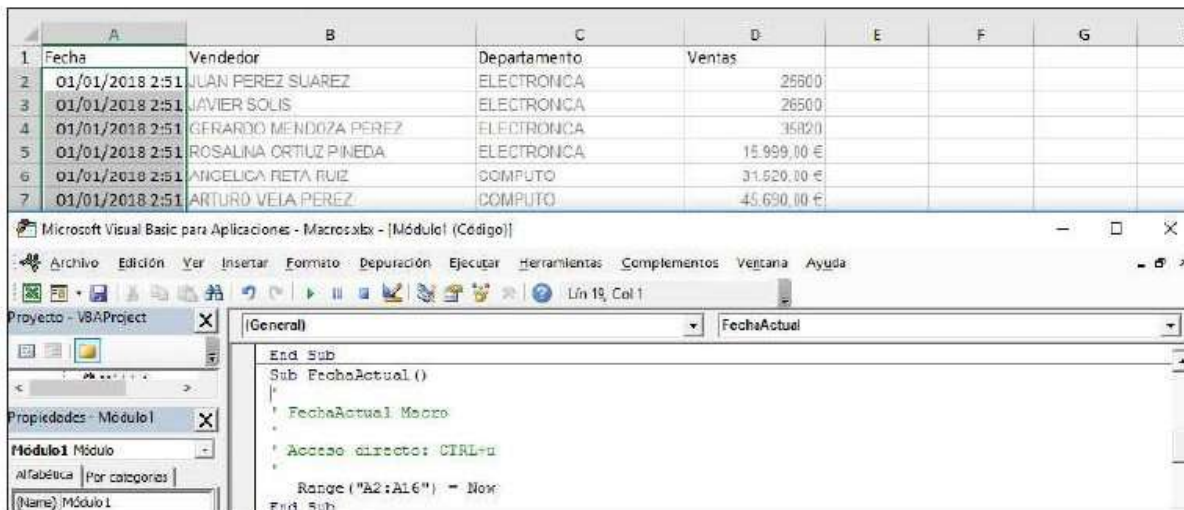 A B C D E F G
1 Fecha Vendedor Departamento Ventas
2 01/01/2018 2:51 JUAN PEREZ SUAREZ ELECTRONICA 25600
3 01/01/2018 2:51 JAVIER SOLIS ELECTRONICA 26500
4 01/01/2018 2:51 GERARDO MENDOZA PEREZ ELECTRONICA 35820
5 01/01/2018 2:51 ROSALINA ORTIUZ PINEDA ELECTRONICA 15.999,00 €
6 01/01/2018 2:51 ANGELICA RETA RUIZ COMPUTO 31.520,00 €
7 01/01/2018 2:51 ARTURO VELA PEREZ COMPUTO 45.690,00 €
Microsoft Visual Basic para Aplicaciones - Macros.xlsx - [Módulo1 (Código)]
Archivo Edición Ver Insertar Formato Depuración Ejecutar Herramientas Complementos Ventana Ayuda
Lín 19, Col 1
Proyecto - VBAProject
(General) FechaActual
End Sub
Sub FechaActual()
'
' FechaActual Macro
'
' Acceso directo: CTRL+u
'
Range("A2:A16") = Now
End Sub
Propiedades - Módulo1
Módulo1 Módulo
Alfabética Por categorías
(Name) Módulo1